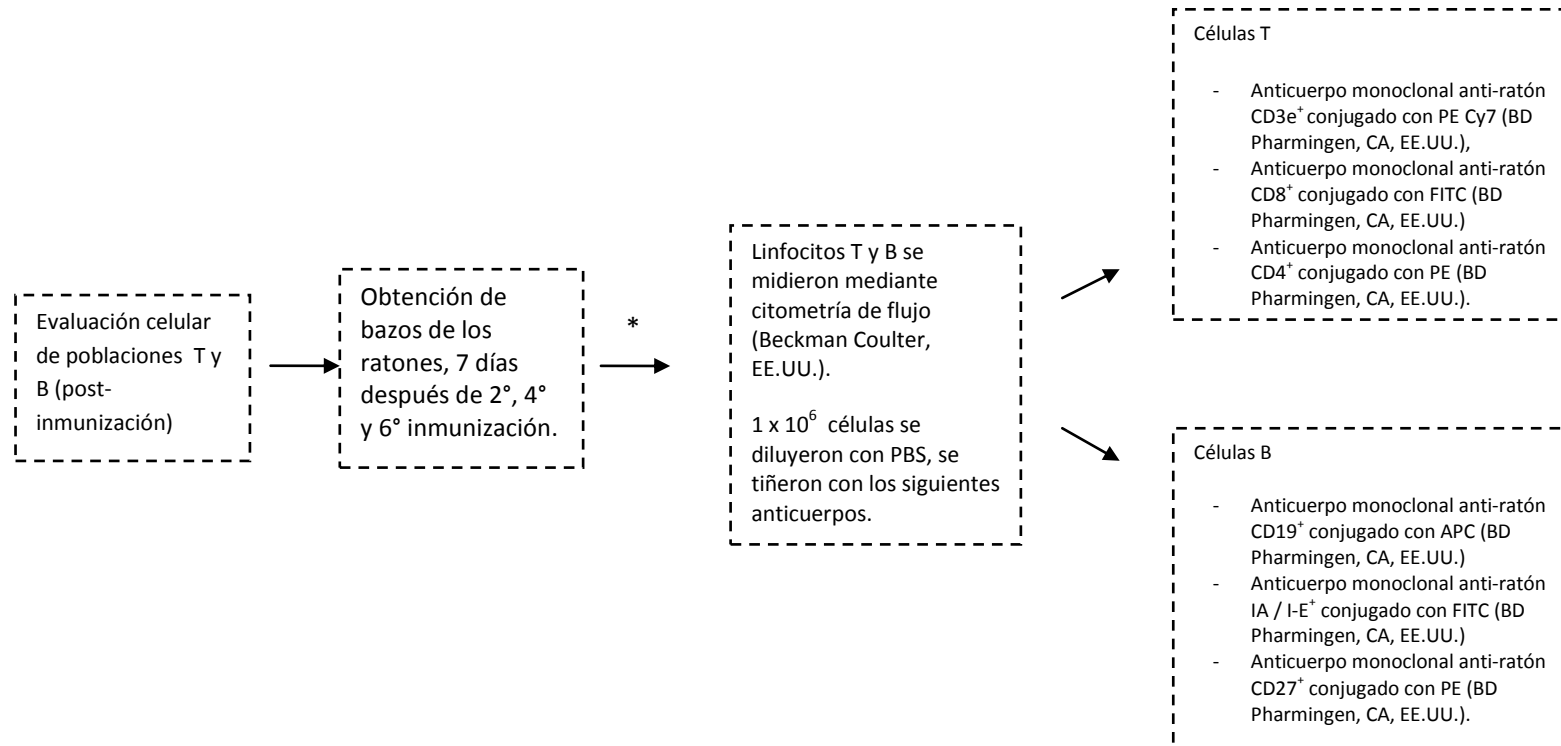 Evaluación celular
de poblaciones T y
B (post-
inmunización)
Obtención de
bazos de los
ratones, 7 días
después de 2°, 4°
y 6° inmunización.
*
Linfocitos T y B se
midieron mediante
citometría de flujo
(Beckman Coulter,
EE.UU.).
1 x 10⁶ células se
diluyeron con PBS, se
tiñeron con los siguientes
anticuerpos.
Células T
- Anticuerpo monoclonal anti-ratón
CD3e⁺ conjugado con PE Cy7 (BD
Pharmingen, CA, EE.UU.),
- Anticuerpo monoclonal anti-ratón
CD8⁺ conjugado con FITC (BD
Pharmingen, CA, EE.UU.)
- Anticuerpo monoclonal anti-ratón
CD4⁺ conjugado con PE (BD
Pharmingen, CA, EE.UU.).
Células B
- Anticuerpo monoclonal anti-ratón
CD19⁺ conjugado con APC (BD
Pharmingen, CA, EE.UU.)
- Anticuerpo monoclonal anti-ratón
IA / I-E⁺ conjugado con FITC (BD
Pharmingen, CA, EE.UU.)
- Anticuerpo monoclonal anti-ratón
CD27⁺ conjugado con PE (BD
Pharmingen, CA, EE.UU.).